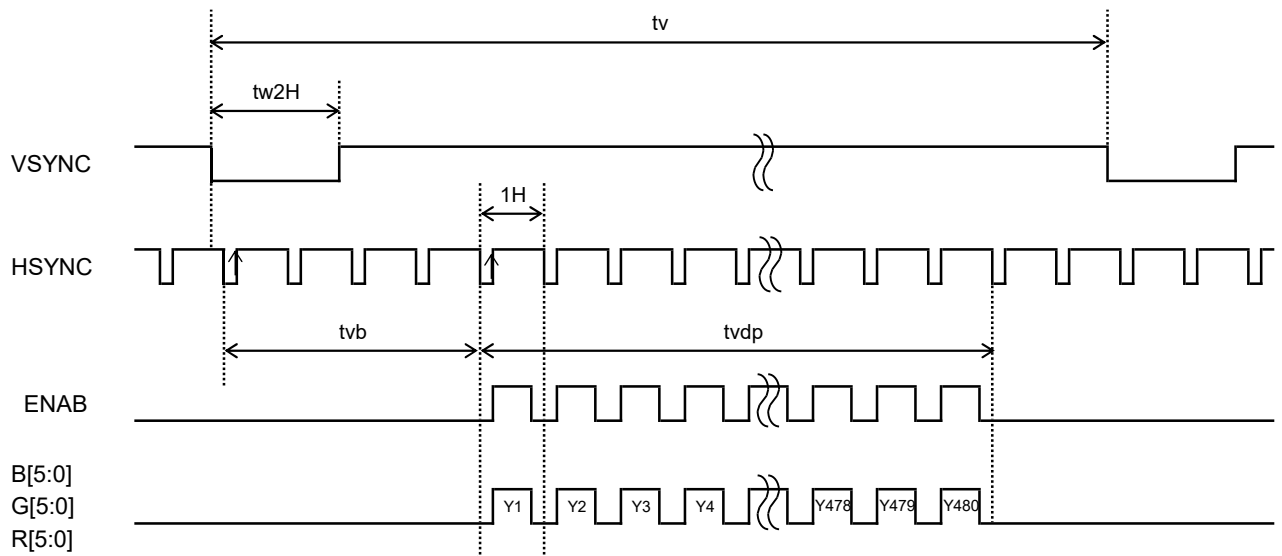 tv
tw2H
VSYNC
1H
HSYNC
tvb
tvdp
ENAB
B[5:0]
G[5:0]
R[5:0]
Y1 Y2 Y3 Y4 Y478 Y479 Y480